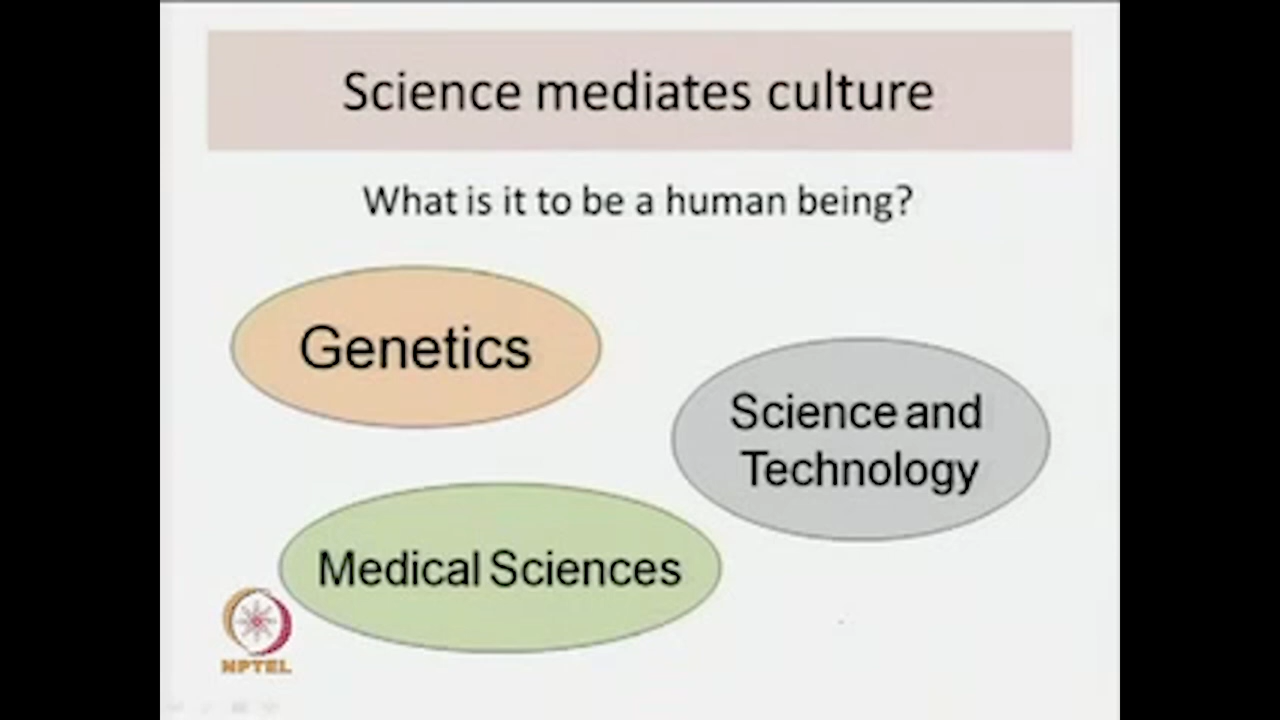 Science mediates culture
What is it to be a human being?
Genetics
Science and
Technology
Medical Sciences
NPTEL